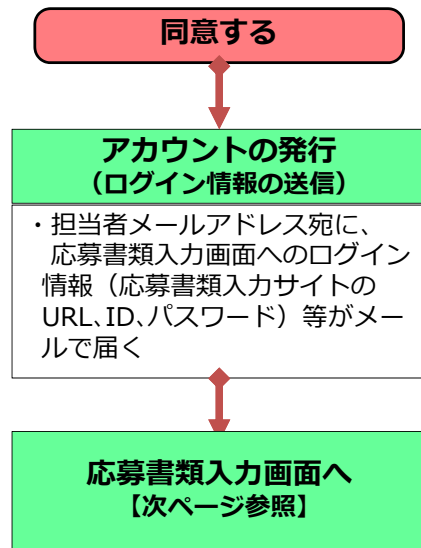 同意する
アカウントの発行
（ログイン情報の送信）
・担当者メールアドレス宛に、
応募書類入力画面へのログイン
情報（応募書類入力サイトの
URL、ID、パスワード）等がメー
ルで届く
応募書類入力画面へ
【次ページ参照】